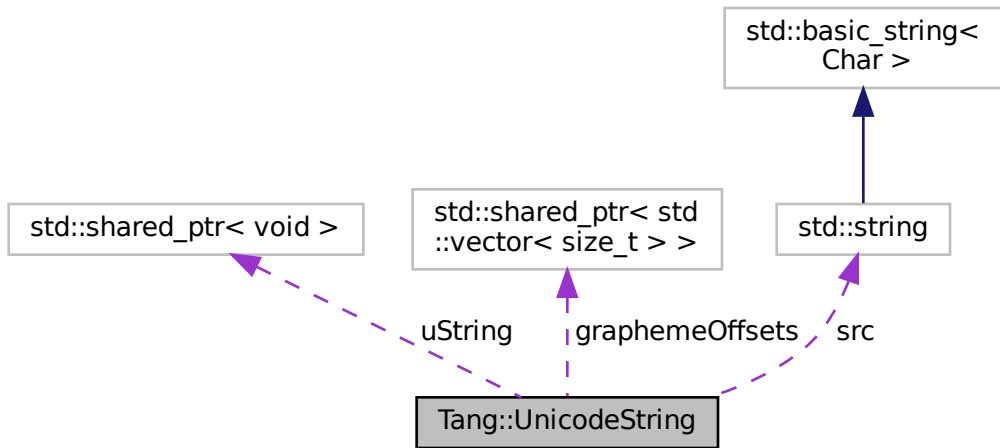 std::basic_string<
Char >
std::shared_ptr< void >
std::shared_ptr< std
::vector< size_t > >
std::string
uString
graphemeOffsets
src
Tang::UnicodeString